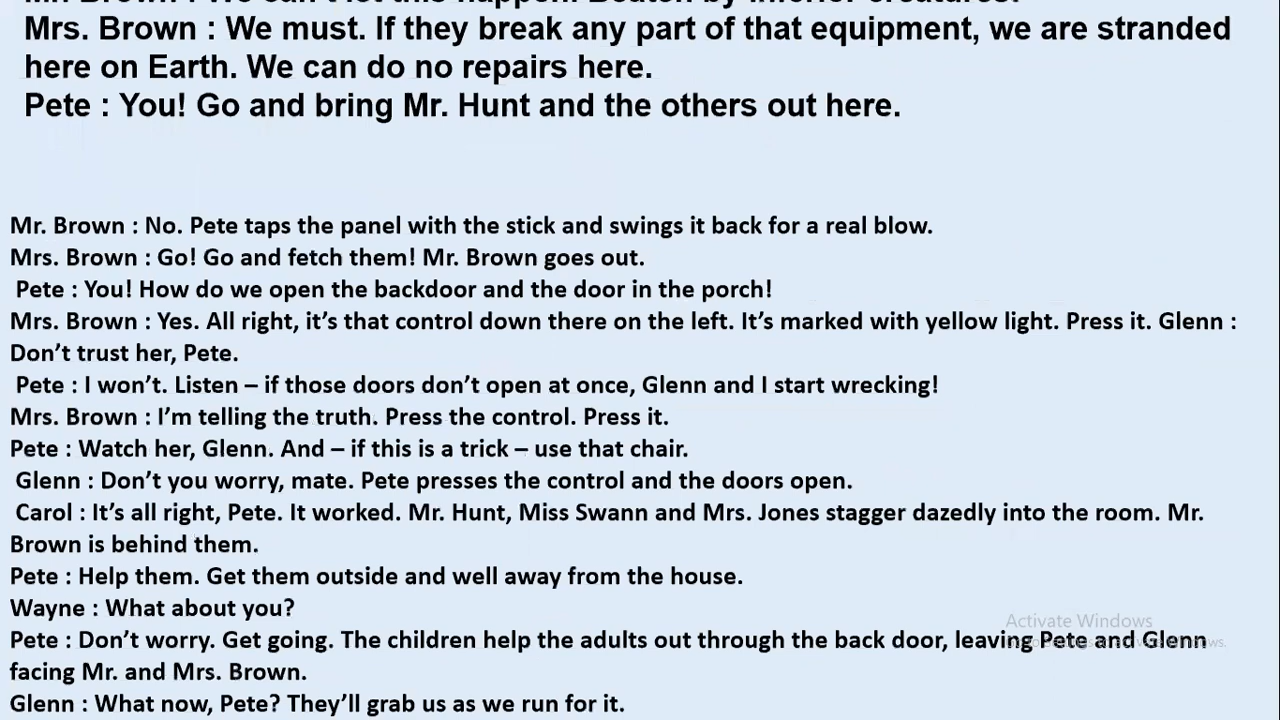 Mrs. Brown : We must. If they break any part of that equipment, we are stranded
here on Earth. We can do no repairs here.
Pete : You! Go and bring Mr. Hunt and the others out here.
Mr. Brown : No. Pete taps the panel with the stick and swings it back for a real blow.
Mrs. Brown : Go! Go and fetch them! Mr. Brown goes out.
Pete : You! How do we open the backdoor and the door in the porch!
Mrs. Brown : Yes. All right, it’s that control down there on the left. It’s marked with yellow light. Press it. Glenn :
Don’t trust her, Pete.
Pete : I won’t. Listen – if those doors don’t open at once, Glenn and I start wrecking!
Mrs. Brown : I’m telling the truth. Press the control. Press it.
Pete : Watch her, Glenn. And – if this is a trick – use that chair.
Glenn : Don’t you worry, mate. Pete presses the control and the doors open.
Carol : It’s all right, Pete. It worked. Mr. Hunt, Miss Swann and Mrs. Jones stagger dazedly into the room. Mr.
Brown is behind them.
Pete : Help them. Get them outside and well away from the house.
Wayne : What about you?
Activate Windows
Pete : Don’t worry. Get going. The children help the adults out through the back door, leaving Pete and Glenn
facing Mr. and Mrs. Brown.
Glenn : What now, Pete? They’ll grab us as we run for it.